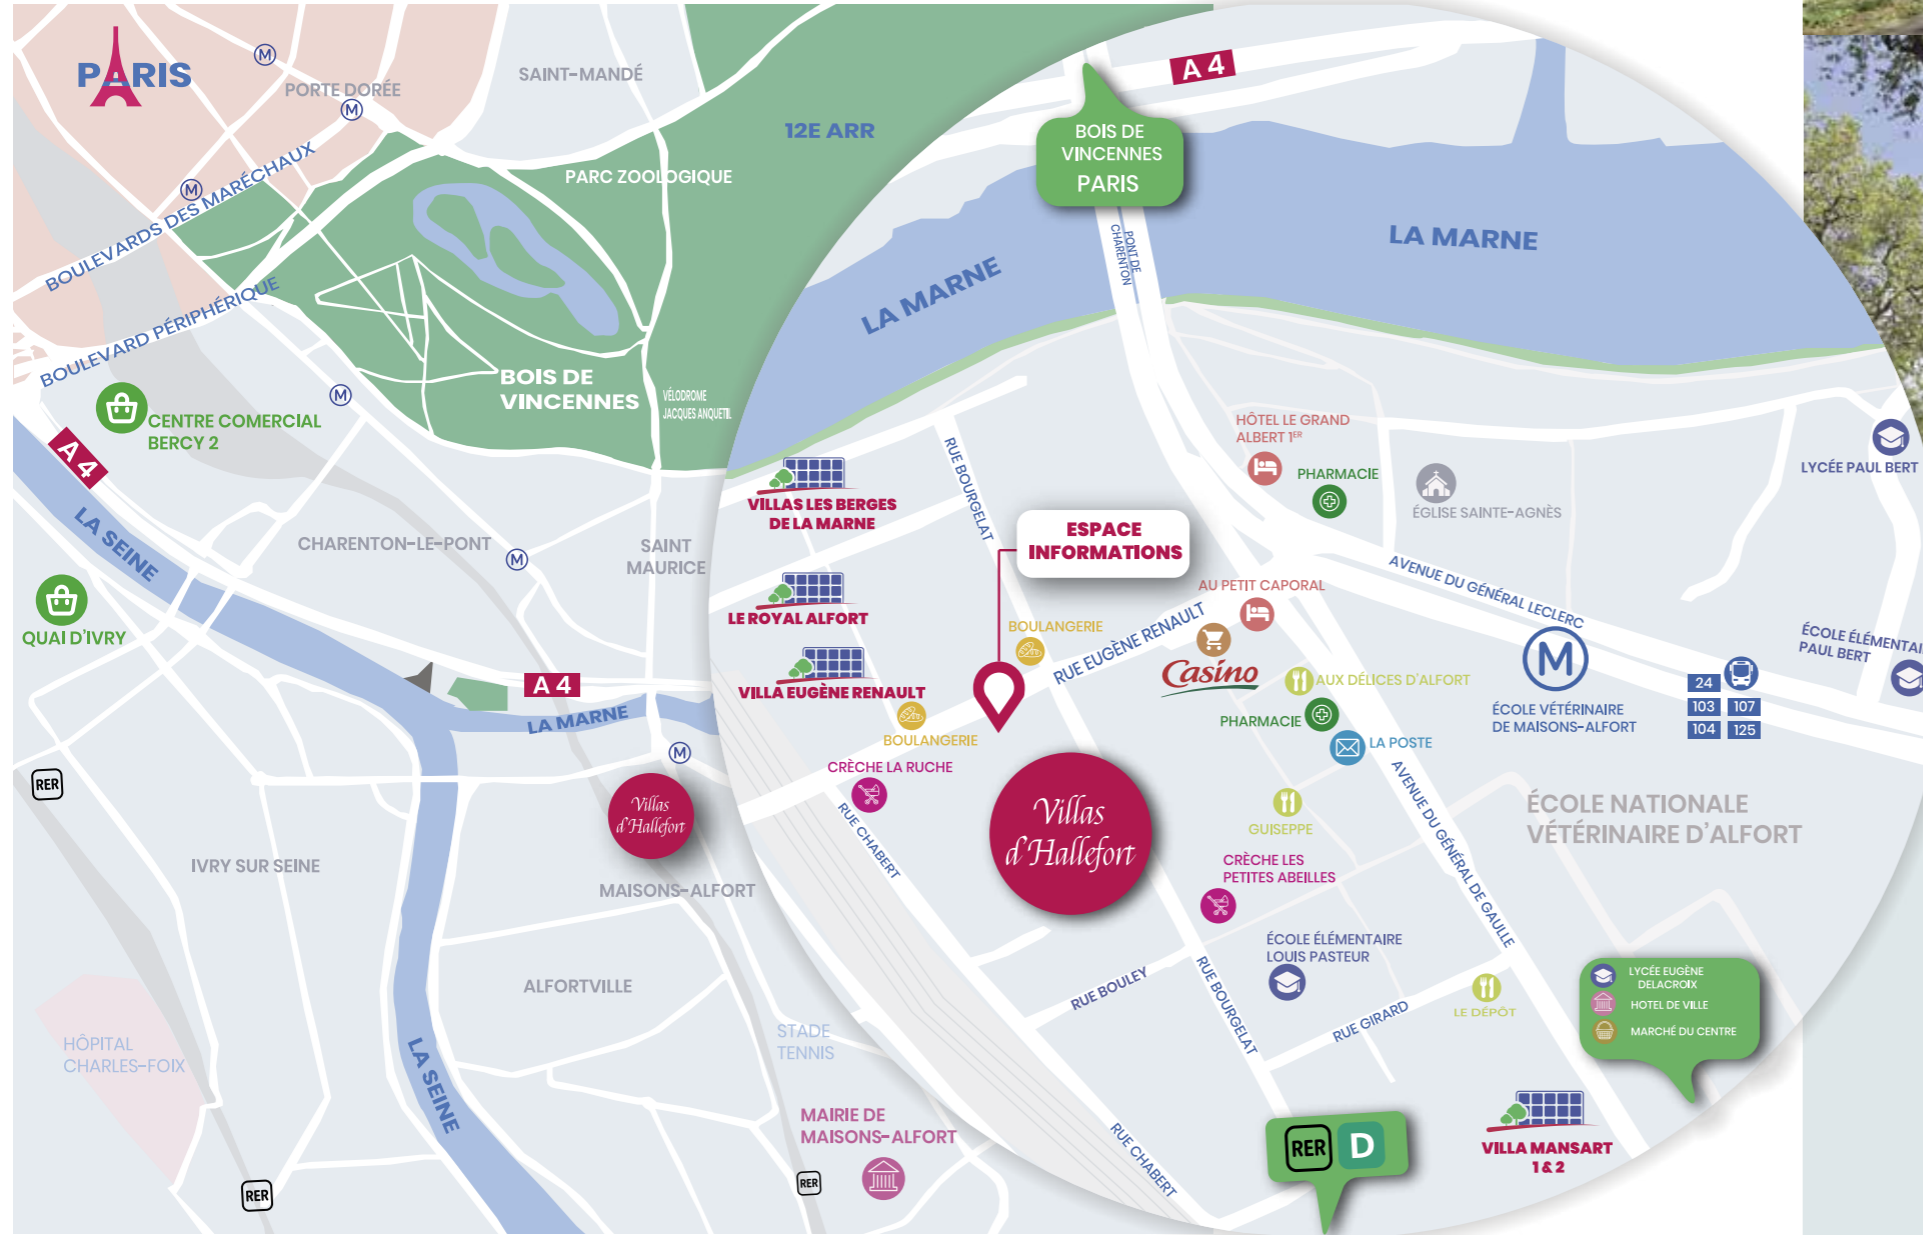 PARIS
M
PORTE DORÉE
M
SAINT-MANDÉ
12E ARR
PARC ZOOLOGIQUE
M
BOULEVARDS DES MARÉCHAUX
BOULEVARD PÉRIPHÉRIQUE
BOIS DE
VINCENNES
VÉLODROME
JACQUES ANQUETIL
M
CENTRE COMERCIAL
BERCY 2
A 4
LA SEINE
CHARENTON-LE-PONT
M
SAINT
MAURICE
QUAI D'IVRY
A 4
LA MARNE
M
RER
Villas
d'Hallefort
IVRY SUR SEINE
MAISONS-ALFORT
ALFORTVILLE
HÔPITAL
CHARLES-FOIX
LA SEINE
STADE
TENNIS
MAIRIE DE
MAISONS-ALFORT
RER
RER
A 4
BOIS DE
VINCENNES
PARIS
PONT DE
CHARENTON
LA MARNE
LA MARNE
RUE BOURGELAT
HÔTEL LE GRAND
ALBERT 1ER
PHARMACIE
ÉGLISE SAINTE-AGNÈS
LYCÉE PAUL BERT
VILLAS LES BERGES
DE LA MARNE
ESPACE
INFORMATIONS
AVENUE DU GÉNÉRAL LECLERC
LE ROYAL ALFORT
AU PETIT CAPORAL
BOULANGERIE
RUE EUGÈNE RENAULT
Casino
M
ÉCOLE VÉTÉRINAIRE
DE MAISONS-ALFORT
24
103
107
104
125
ÉCOLE ÉLÉMENTAIRE
PAUL BERT
VILLA EUGÈNE RENAULT
AUX DÉLICES D'ALFORT
PHARMACIE
BOULANGERIE
LA POSTE
CRÈCHE LA RUCHE
RUE CHABERT
Villas
d'Hallefort
GUISEPPE
AVENUE DU GÉNÉRAL DE GAULLE
ÉCOLE NATIONALE
VÉTÉRINAIRE D'ALFORT
CRÈCHE LES
PETITES ABEILLES
ÉCOLE ÉLÉMENTAIRE
LOUIS PASTEUR
RUE BOULEY
RUE BOURGELAT
RUE GIRARD
LE DÉPÔT
LYCÉE EUGÈNE
DELACROIX
HOTEL DE VILLE
MARCHÉ DU CENTRE
RUE CHABERT
RER D
VILLA MANSART
1 & 2